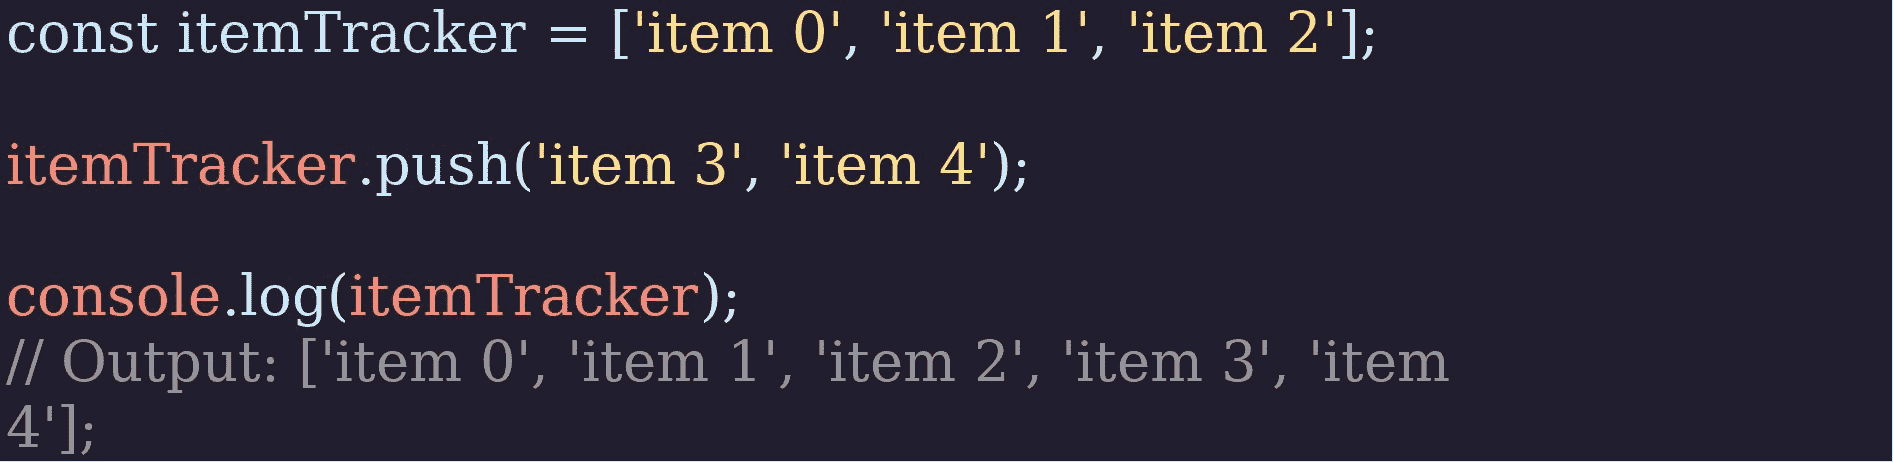 const itemTracker = ['item 0', 'item 1', 'item 2'];
itemTracker.push('item 3', 'item 4');
console.log(itemTracker);
// Output: ['item 0', 'item 1', 'item 2', 'item 3', 'item
4'];